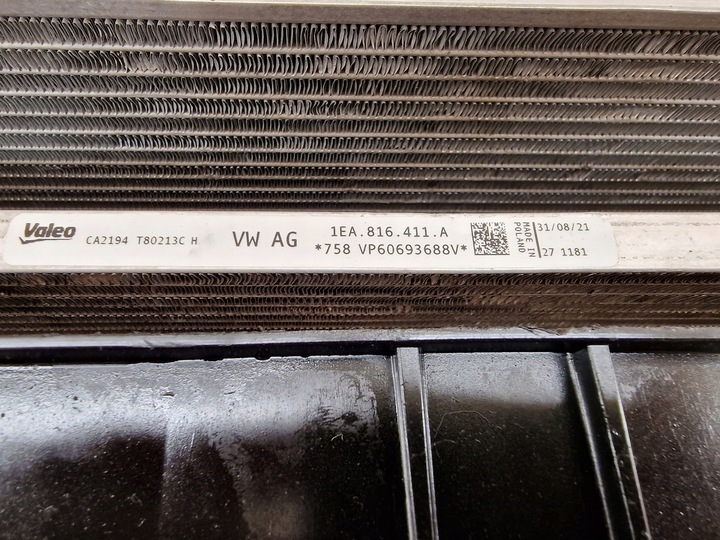 Valeo
CA2194 T80213C H
VW AG
1EA.816.411.A
*758 VP60693688V*
MADE IN
POLAND
31/08/21
27 1181